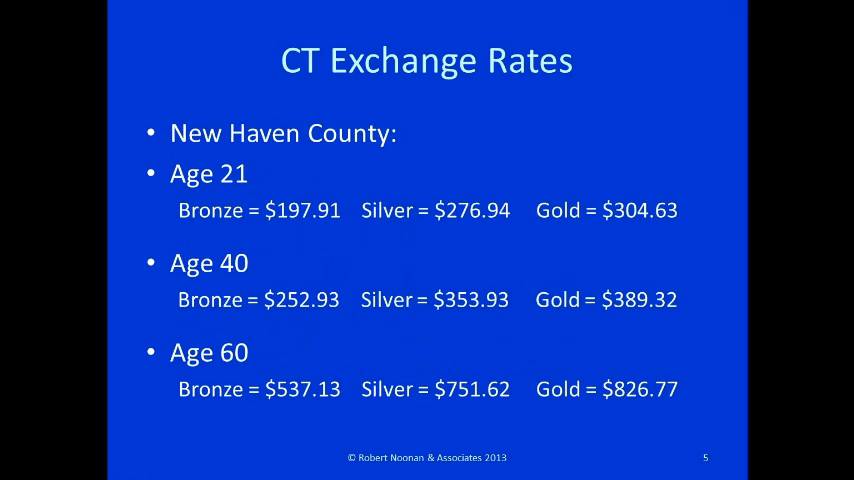 CT Exchange Rates
• New Haven County:
• Age 21
Bronze = $197.91 Silver = $276.94 Gold = $304.63
• Age 40
Bronze = $252.93 Silver = $353.93 Gold = $389.32
• Age 60
Bronze = $537.13 Silver = $751.62 Gold = $826.77
© Robert Noonan & Associates 2013 5